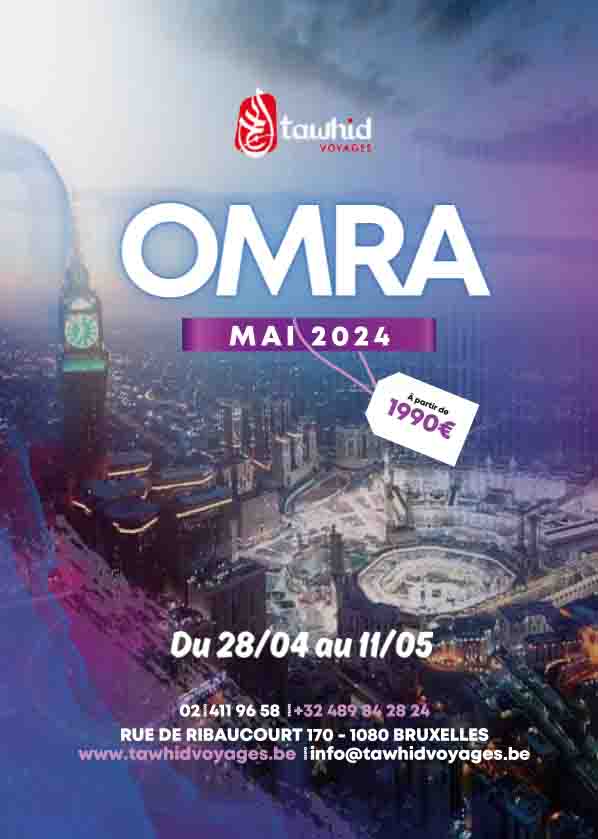 tawhid
VOYAGES
OMRA
MAI 2024
À partir de
1990€
Du 28/04 au 11/05
02 | 411 96 58 | +32 489 84 28 24
RUE DE RIBAUCOURT 170 - 1080 BRUXELLES
www.tawhidvoyages.be | info@tawhidvoyages.be